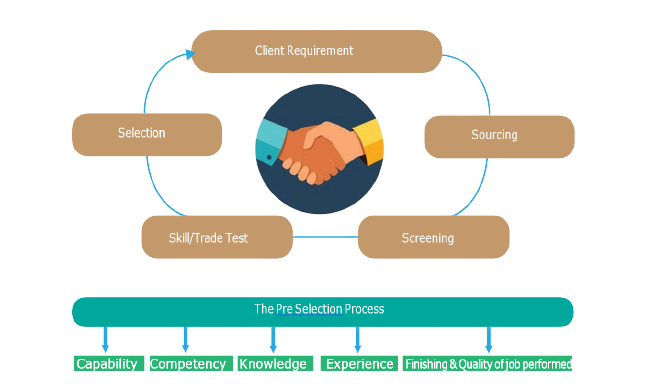 Client Requirement
Selection
Sourcing
Skill/Trade Test
Screening
The Pre Selection Process
Capability
Competency
Knowledge
Experience
Finishing & Quality of job performed